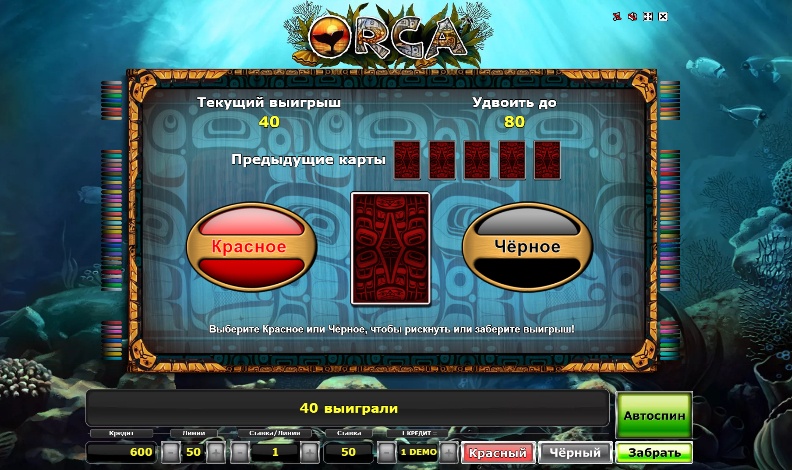 ORCA
Текущий выигрыш
Удвоить до
40
80
Предыдущие карты
Красное
Чёрное
Выберите Красное или Черное, чтобы рискнуть или заберите выигрыш!
40 выиграли
Автоспин
Кредит
Линии
Ставка/Линия
Ставка
1 КРЕДИТ =
600
50
1
50
1 DEMO
Красный
Чёрный
Забрать